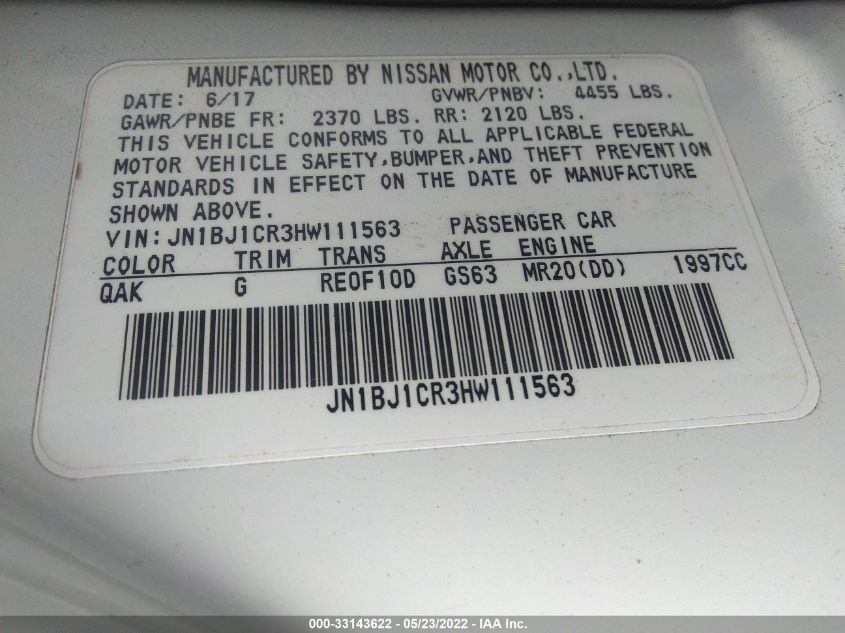 MANUFACTURED BY NISSAN MOTOR CO.,LTD.
DATE: 6/17 GVWR/PNBV: 4455 LBS.
GAWR/PNBE FR: 2370 LBS. RR: 2120 LBS.
THIS VEHICLE CONFORMS TO ALL APPLICABLE FEDERAL
MOTOR VEHICLE SAFETY,BUMPER,AND THEFT PREVENTION
STANDARDS IN EFFECT ON THE DATE OF MANUFACTURE
SHOWN ABOVE.
VIN: JN1BJ1CR3HW111563 PASSENGER CAR
COLOR TRIM TRANS AXLE ENGINE
QAK G RE0F10D GS63 MR20(DD) 1997CC
JN1BJ1CR3HW111563
000-33143622 - 05/23/2022 - IAA Inc.